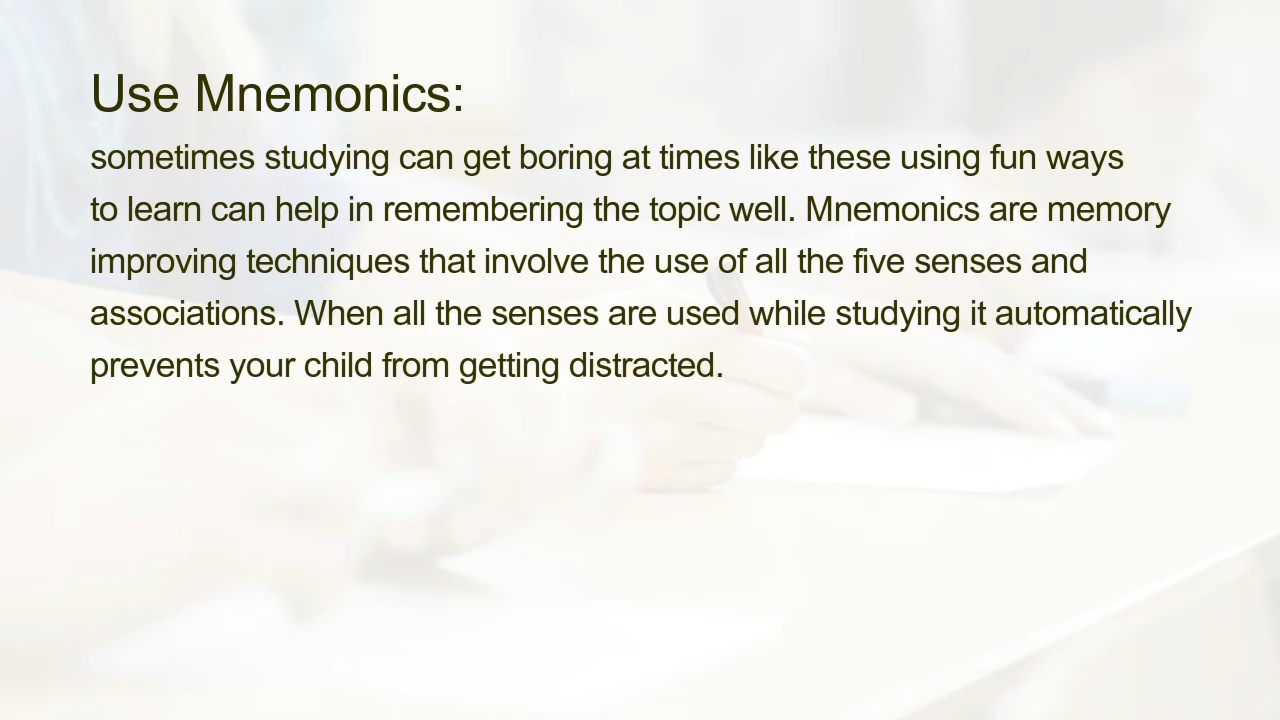 Use Mnemonics:
sometimes studying can get boring at times like these using fun ways
to learn can help in remembering the topic well. Mnemonics are memory
improving techniques that involve the use of all the five senses and
associations. When all the senses are used while studying it automatically
prevents your child from getting distracted.